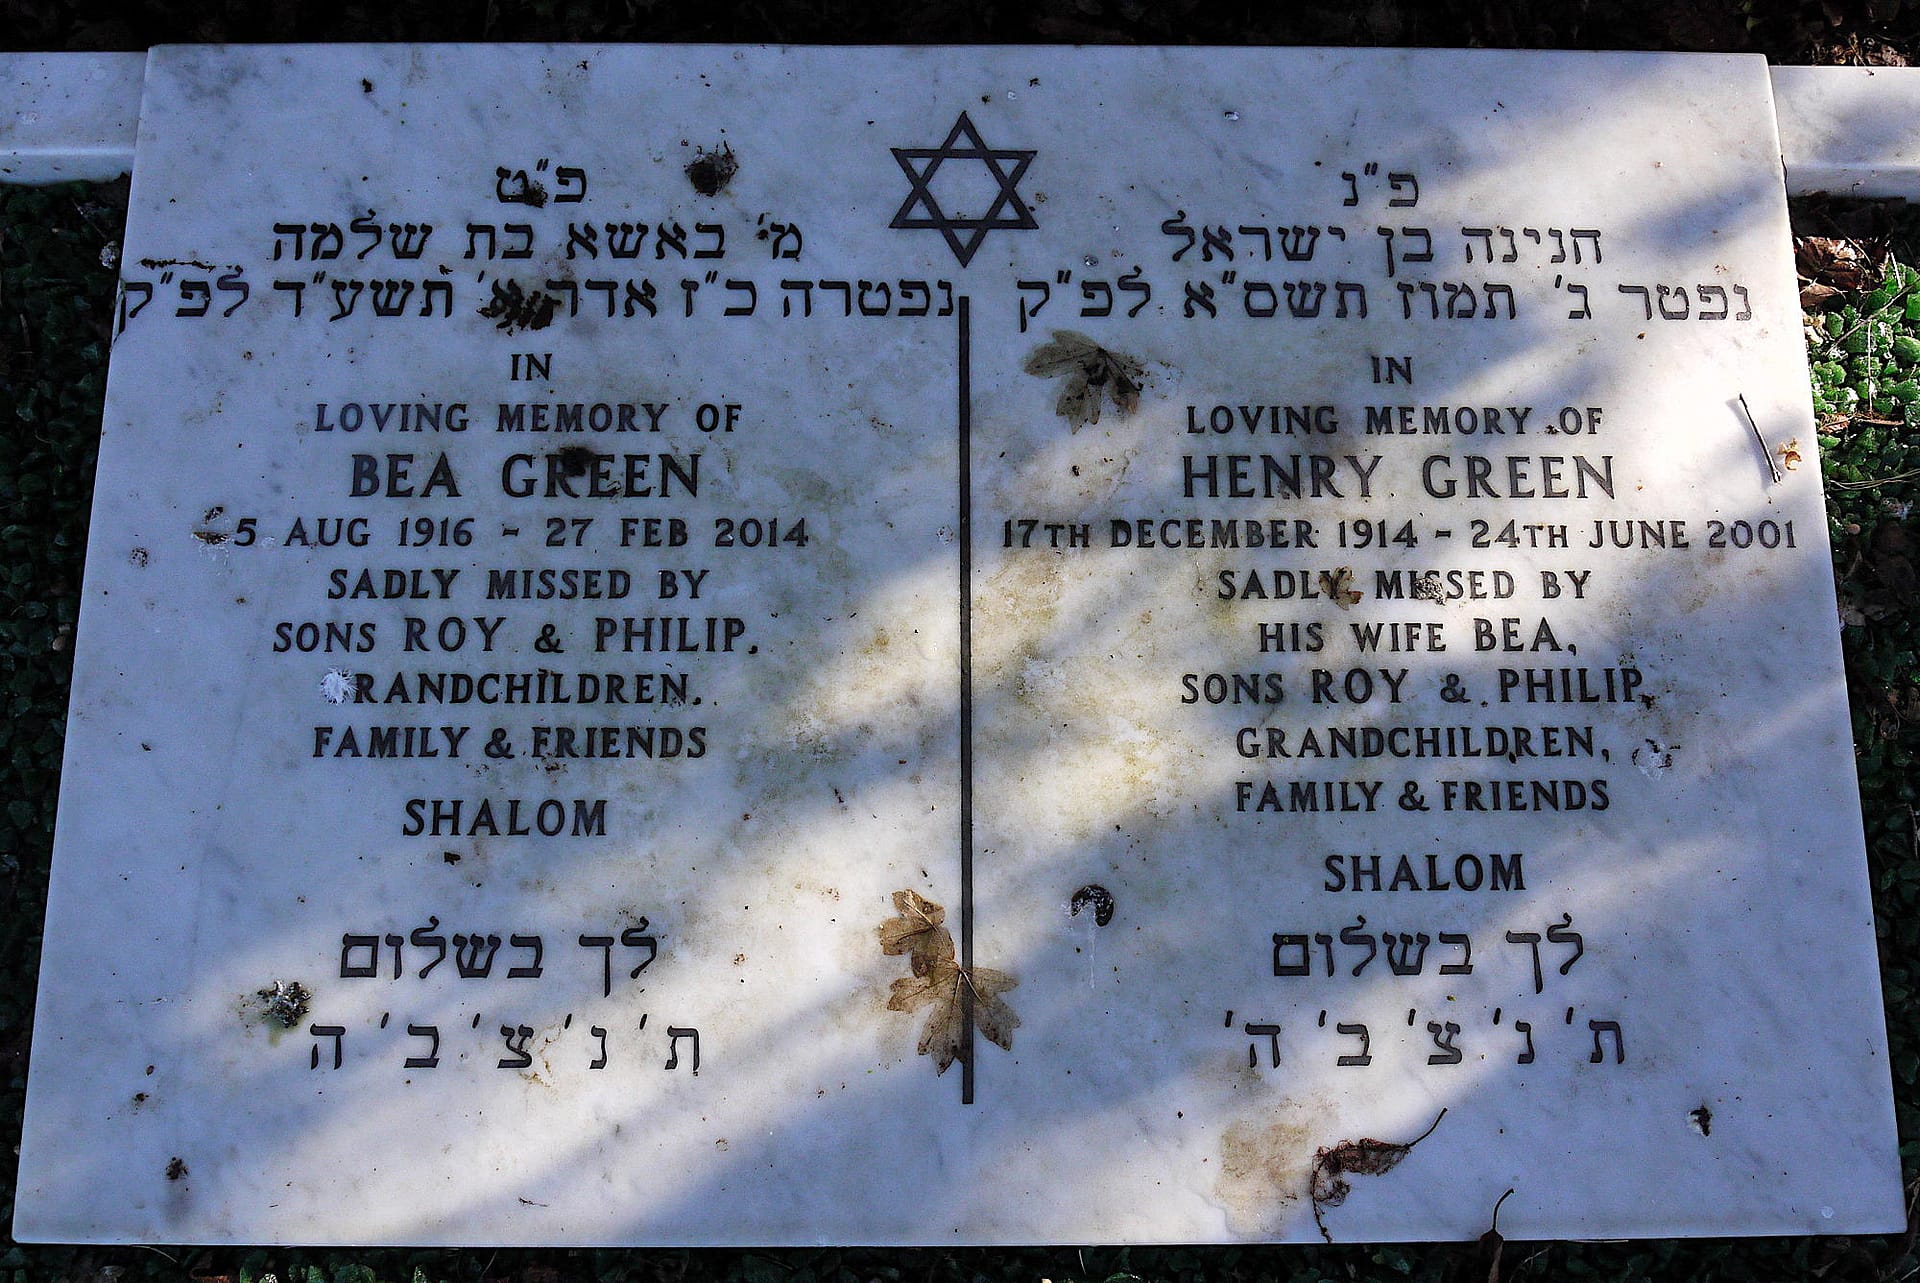 פ"ט
מ' באשא בת שלמה
נפטרה כ"ז אדר א' תשע"ד לפ"ק
IN
LOVING MEMORY OF
BEA GREEN
5 AUG 1916 - 27 FEB 2014
SADLY MISSED BY
SONS ROY & PHILIP,
GRANDCHILDREN,
FAMILY & FRIENDS
SHALOM
לך בשלום
ת' נ' צ' ב' ה
פ"נ
חנינה בן ישראל
נפטר ג' תמוז תשס"א לפ"ק
IN
LOVING MEMORY OF
HENRY GREEN
17TH DECEMBER 1914 - 24TH JUNE 2001
SADLY MISSED BY
HIS WIFE BEA,
SONS ROY & PHILIP,
GRANDCHILDREN,
FAMILY & FRIENDS
SHALOM
לך בשלום
ת' נ' צ' ב' ה'